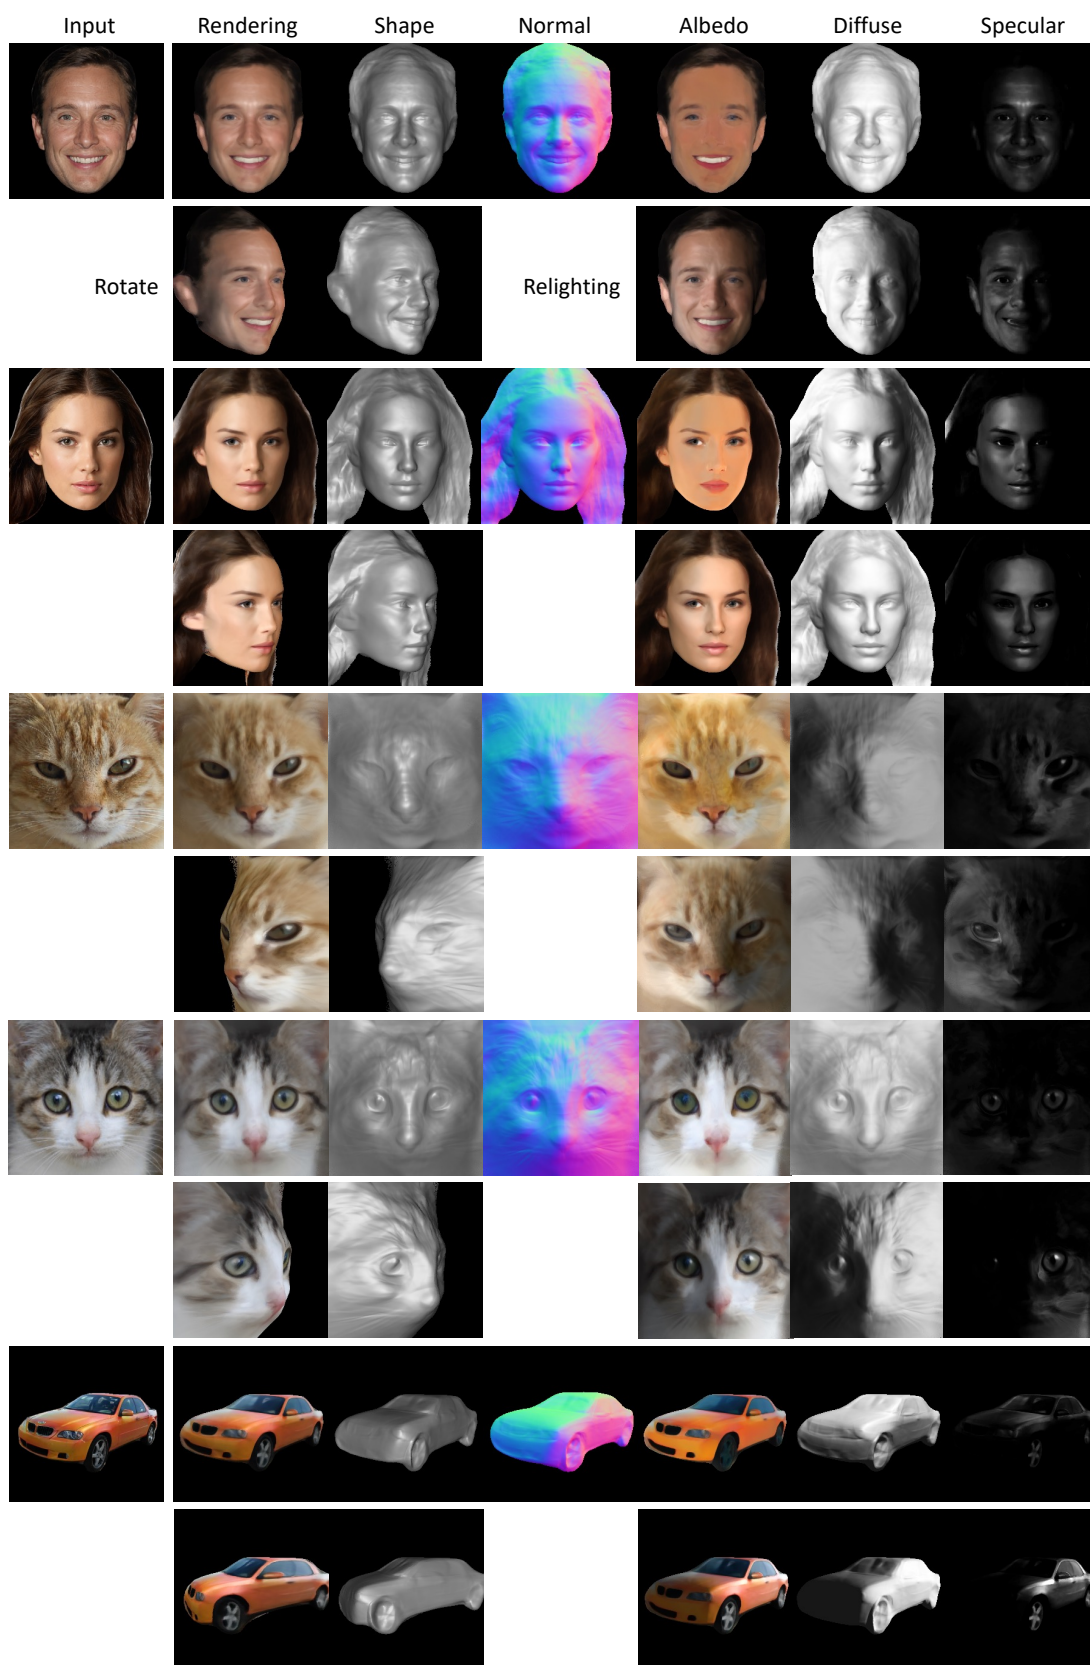 Input Rendering Shape Normal Albedo Diffuse Specular
Rotate Relighting